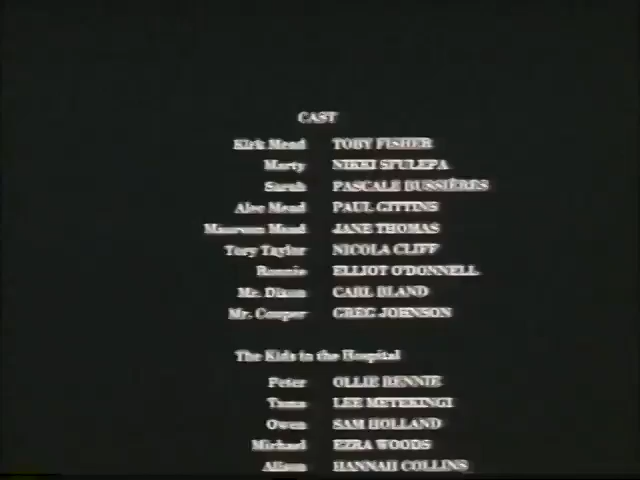 CAST
Kirk Mead TOBY FISHER
Marty NIKKI SI'ULEPA
Sarah PASCALE BUSSIÈRES
Alec Mead PAUL GITTINS
Maureen Mead JANE THOMAS
Tory Taylor NICOLA CLIFF
Ronnie ELLIOT O'DONNELL
Mr. Dixon CARL BLAND
Mr. Cooper GREG JOHNSON
The Kids in the Hospital
Peter OLLIE RENNIE
LEE METEKINGI
Owen SAM HOLLAND
Michael EZRA WOODS
Alison HANNAH COLLINS